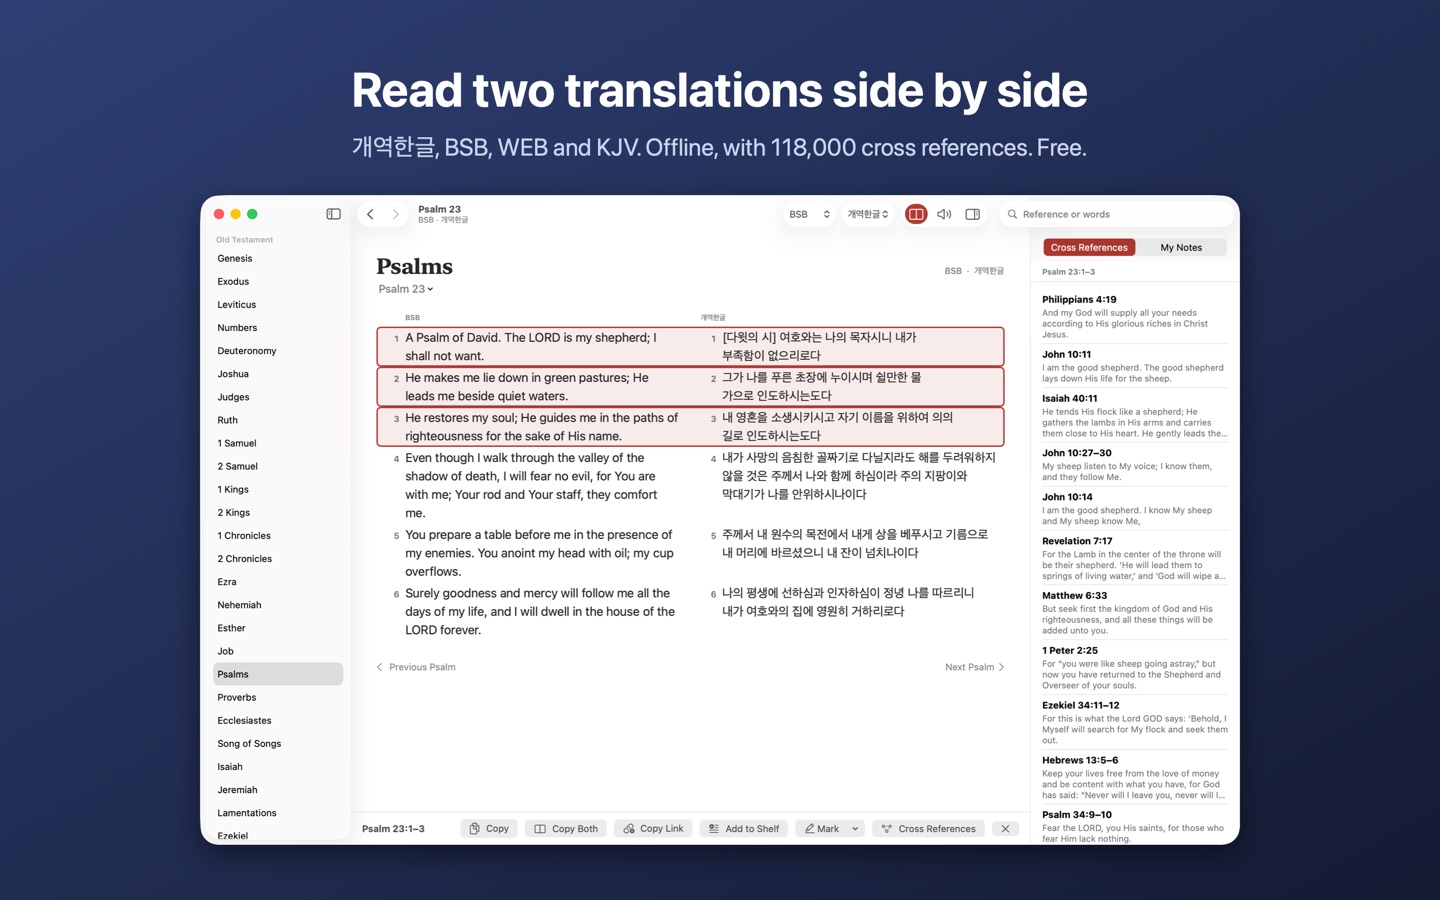 Read two translations side by side
개역한글, BSB, WEB and KJV. Offline, with 118,000 cross references. Free.
Psalm 23
BSB · 개역한글
BSB
개역한글
Reference or words
Old Testament
Genesis
Exodus
Leviticus
Numbers
Deuteronomy
Joshua
Judges
Ruth
1 Samuel
2 Samuel
1 Kings
2 Kings
1 Chronicles
2 Chronicles
Ezra
Nehemiah
Esther
Job
Psalms
Proverbs
Ecclesiastes
Song of Songs
Isaiah
Jeremiah
Lamentations
Ezekiel
Psalms
BSB · 개역한글
Psalm 23
BSB
1 A Psalm of David. The LORD is my shepherd; I
shall not want.
2 He makes me lie down in green pastures; He
leads me beside quiet waters.
3 He restores my soul; He guides me in the paths of
righteousness for the sake of His name.
4 Even though I walk through the valley of the
shadow of death, I will fear no evil, for You are
with me; Your rod and Your staff, they comfort
me.
5 You prepare a table before me in the presence of
my enemies. You anoint my head with oil; my cup
overflows.
6 Surely goodness and mercy will follow me all the
days of my life, and I will dwell in the house of the
LORD forever.
개역한글
1 [다윗의 시] 여호와는 나의 목자시니 내가
부족함이 없으리로다
2 그가 나를 푸른 초장에 누이시며 쉴만한 물
가으로 인도하시는도다
3 내 영혼을 소생시키시고 자기 이름을 위하여 의의
길로 인도하시는도다
4 내가 사망의 음침한 골짜기로 다닐지라도 해를 두려워하지
않을 것은 주께서 나와 함께 하심이라 주의 지팡이와
막대기가 나를 안위하시나이다
5 주께서 내 원수의 목전에서 내게 상을 베푸시고 기름으로
내 머리에 바르셨으니 내 잔이 넘치나이다
6 나의 평생에 선하심과 인자하심이 정녕 나를 따르리니
내가 여호와의 집에 영원히 거하리로다
Previous Psalm
Next Psalm
Psalm 23:1–3
Copy
Copy Both
Copy Link
Add to Shelf
Mark
Cross References
Cross References
My Notes
Psalm 23:1–3
Philippians 4:19
And my God will supply all your needs
according to His glorious riches in Christ
Jesus.
John 10:11
I am the good shepherd. The good shepherd
lays down His life for the sheep.
Isaiah 40:11
He tends His flock like a shepherd; He
gathers the lambs in His arms and carries
them close to His heart. He gently leads the...
John 10:27–30
My sheep listen to My voice; I know them,
and they follow Me.
John 10:14
I am the good shepherd. I know My sheep
and My sheep know Me,
Revelation 7:17
For the Lamb in the center of the throne will
be their shepherd. ‘He will lead them to
springs of living water,’ and ‘God will wipe a...
Matthew 6:33
But seek first the kingdom of God and His
righteousness, and all these things will be
added unto you.
1 Peter 2:25
For “you were like sheep going astray,” but
now you have returned to the Shepherd and
Overseer of your souls.
Ezekiel 34:11–12
For this is what the Lord GOD says: ‘Behold, I
Myself will search for My flock and seek them
out.
Hebrews 13:5–6
Keep your lives free from the love of money
and be content with what you have, for God
has said: “Never will I leave you, never will I...
Psalm 34:9–10
Fear the LORD, you His saints, for those who
fear Him lack nothing.